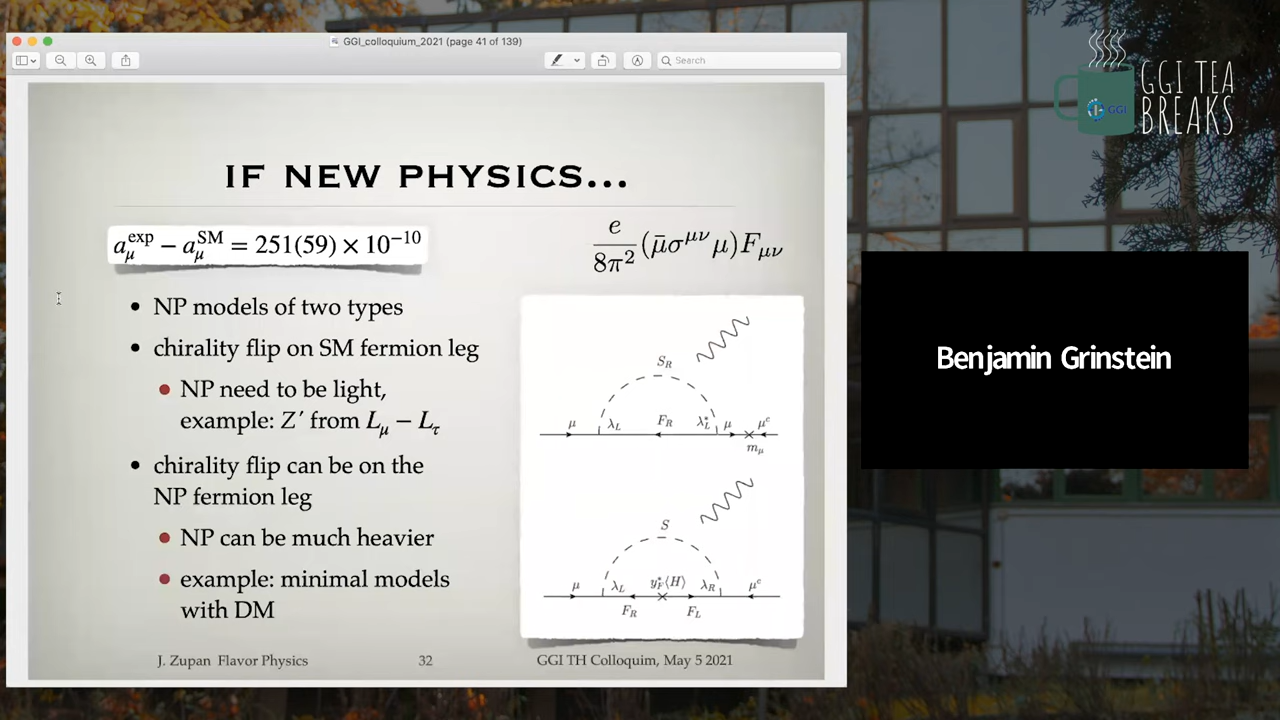 GGI_colloquium_2021 (page 41 of 139)
Search
GGI TEA
BREAKS
GGI
IF NEW PHYSICS...
a_μ^exp − a_μ^SM = 251(59) × 10^−10
e/8π² (μ̄σ^μν μ)F_μν
• NP models of two types
• chirality flip on SM fermion leg
• NP need to be light,
example: Z′ from L_μ − L_τ
• chirality flip can be on the
NP fermion leg
• NP can be much heavier
• example: minimal models
with DM
S_R
μ λ_L F_R λ_L^* μ μ^c
m_μ
S
μ λ_L y_F^*⟨H⟩ λ_R μ^c
F_R F_L
J. Zupan Flavor Physics 32 GGI TH Colloquim, May 5 2021
Benjamin Grinstein